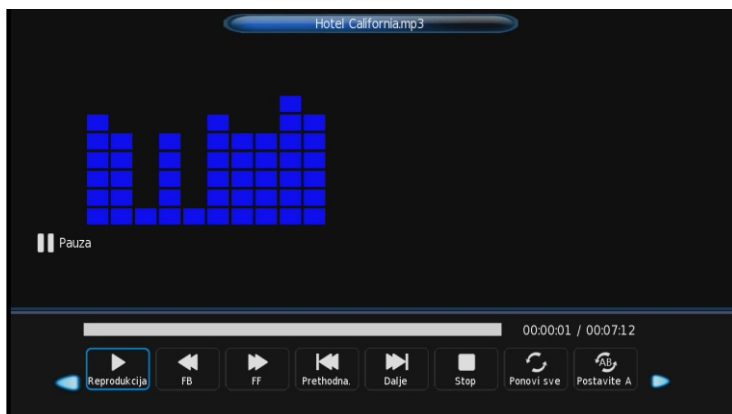 Hotel California.mp3
Pauza
00:00:01 / 00:07:12
Reprodukcija FB FF Prethodna. Dalje Stop Ponovi sve AB Postavite A